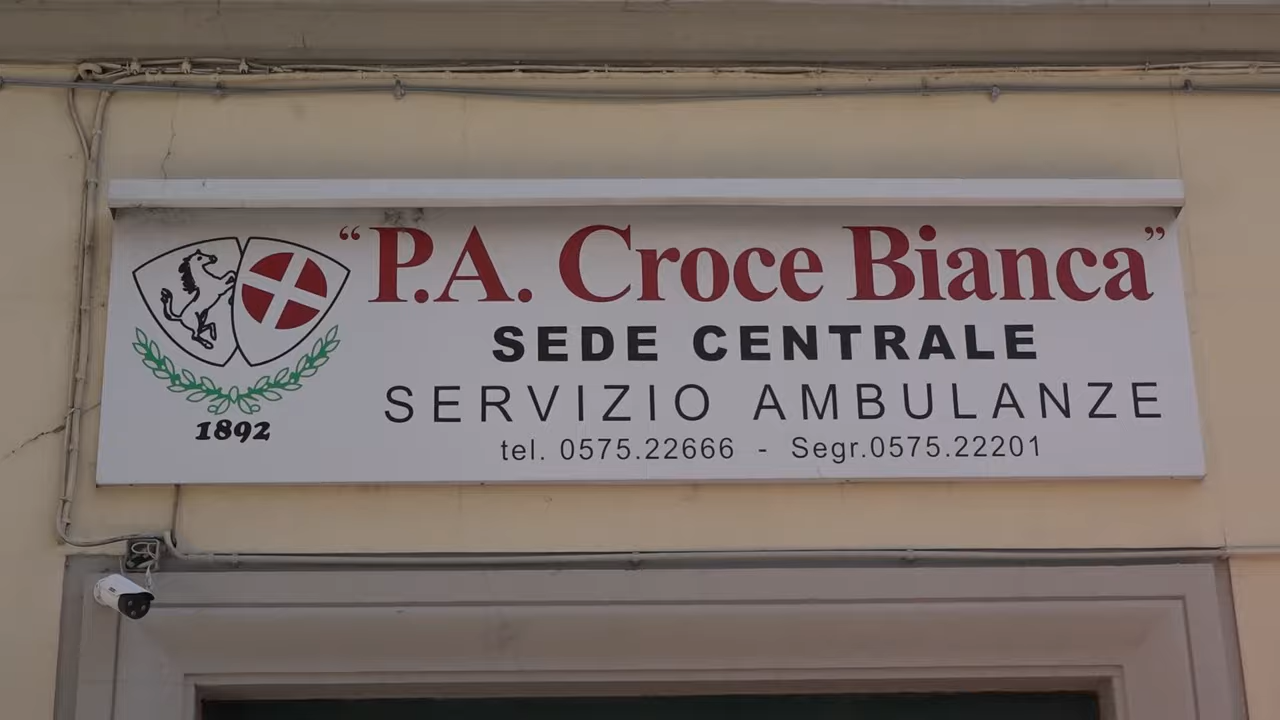 “P.A. Croce Bianca”
SEDE CENTRALE
SERVIZIO AMBULANZE
tel. 0575.22666 - Segr.0575.22201
1892